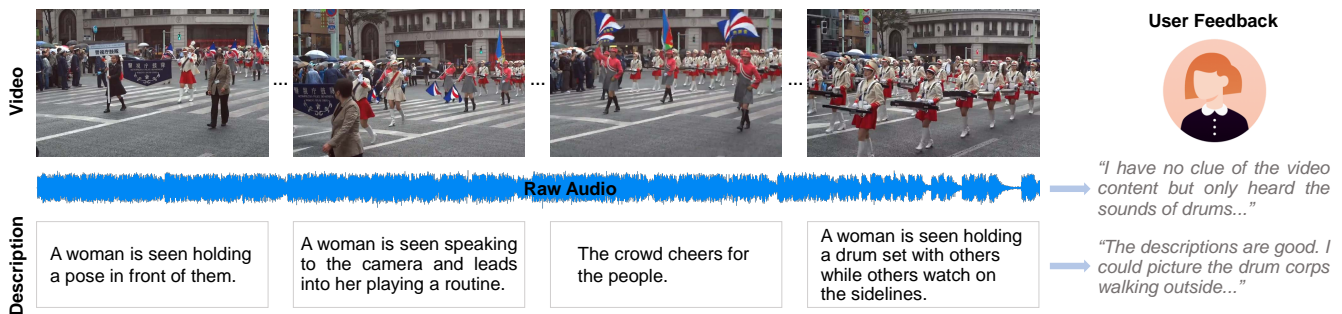 Video
...
...
...
User Feedback
Raw Audio
“I have no clue of the video
content but only heard the
sounds of drums...”
Description
A woman is seen holding
a pose in front of them.
A woman is seen speaking
to the camera and leads
into her playing a routine.
The crowd cheers for
the people.
A woman is seen holding
a drum set with others
while others watch on
the sidelines.
“The descriptions are good. I
could picture the drum corps
walking outside...”